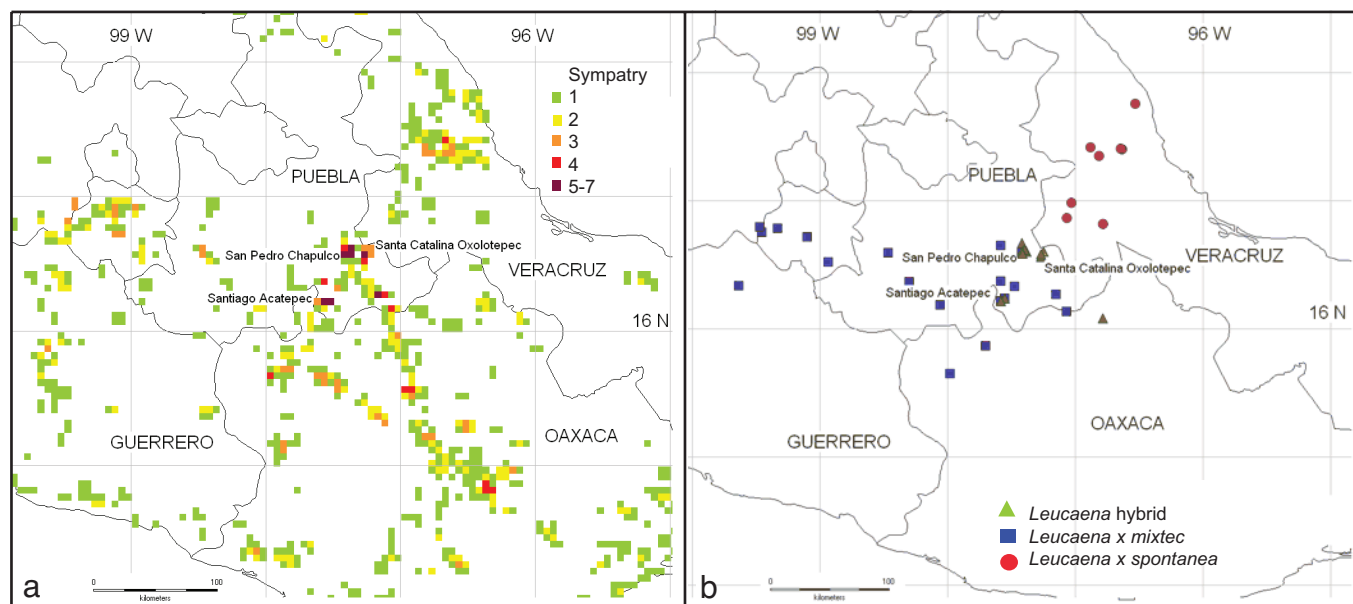 99 W
96 W
Sympatry
1
2
3
4
5-7
PUEBLA
San Pedro Chapulco
Santa Catalina Oxolotepec
VERACRUZ
Santiago Acatepec
16 N
GUERRERO
OAXACA
a
0
100
kilometers
99 W
96 W
PUEBLA
San Pedro Chapulco
Santa Catalina Oxolotepec
VERACRUZ
Santiago Acatepec
16 N
OAXACA
GUERRERO
Leucaena hybrid
Leucaena x mixtec
Leucaena x spontanea
b
0
100
kilometers